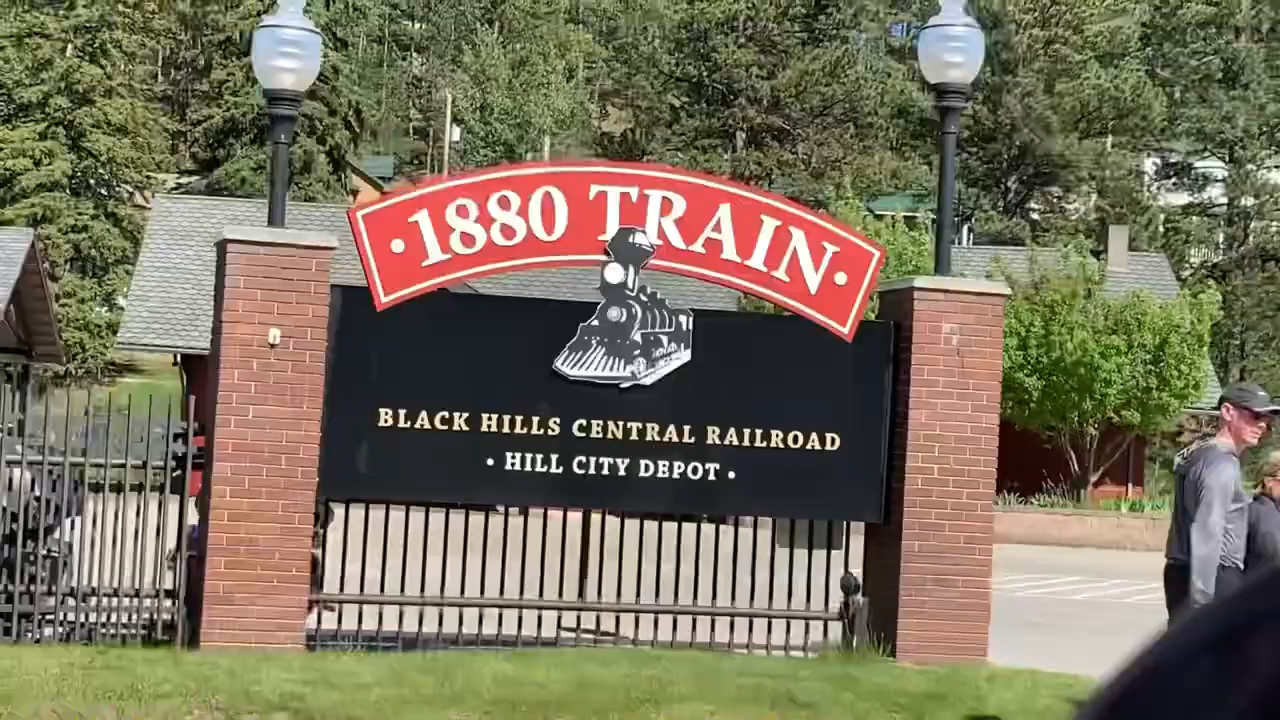 · 1880 TRAIN ·
BLACK HILLS CENTRAL RAILROAD
· HILL CITY DEPOT ·